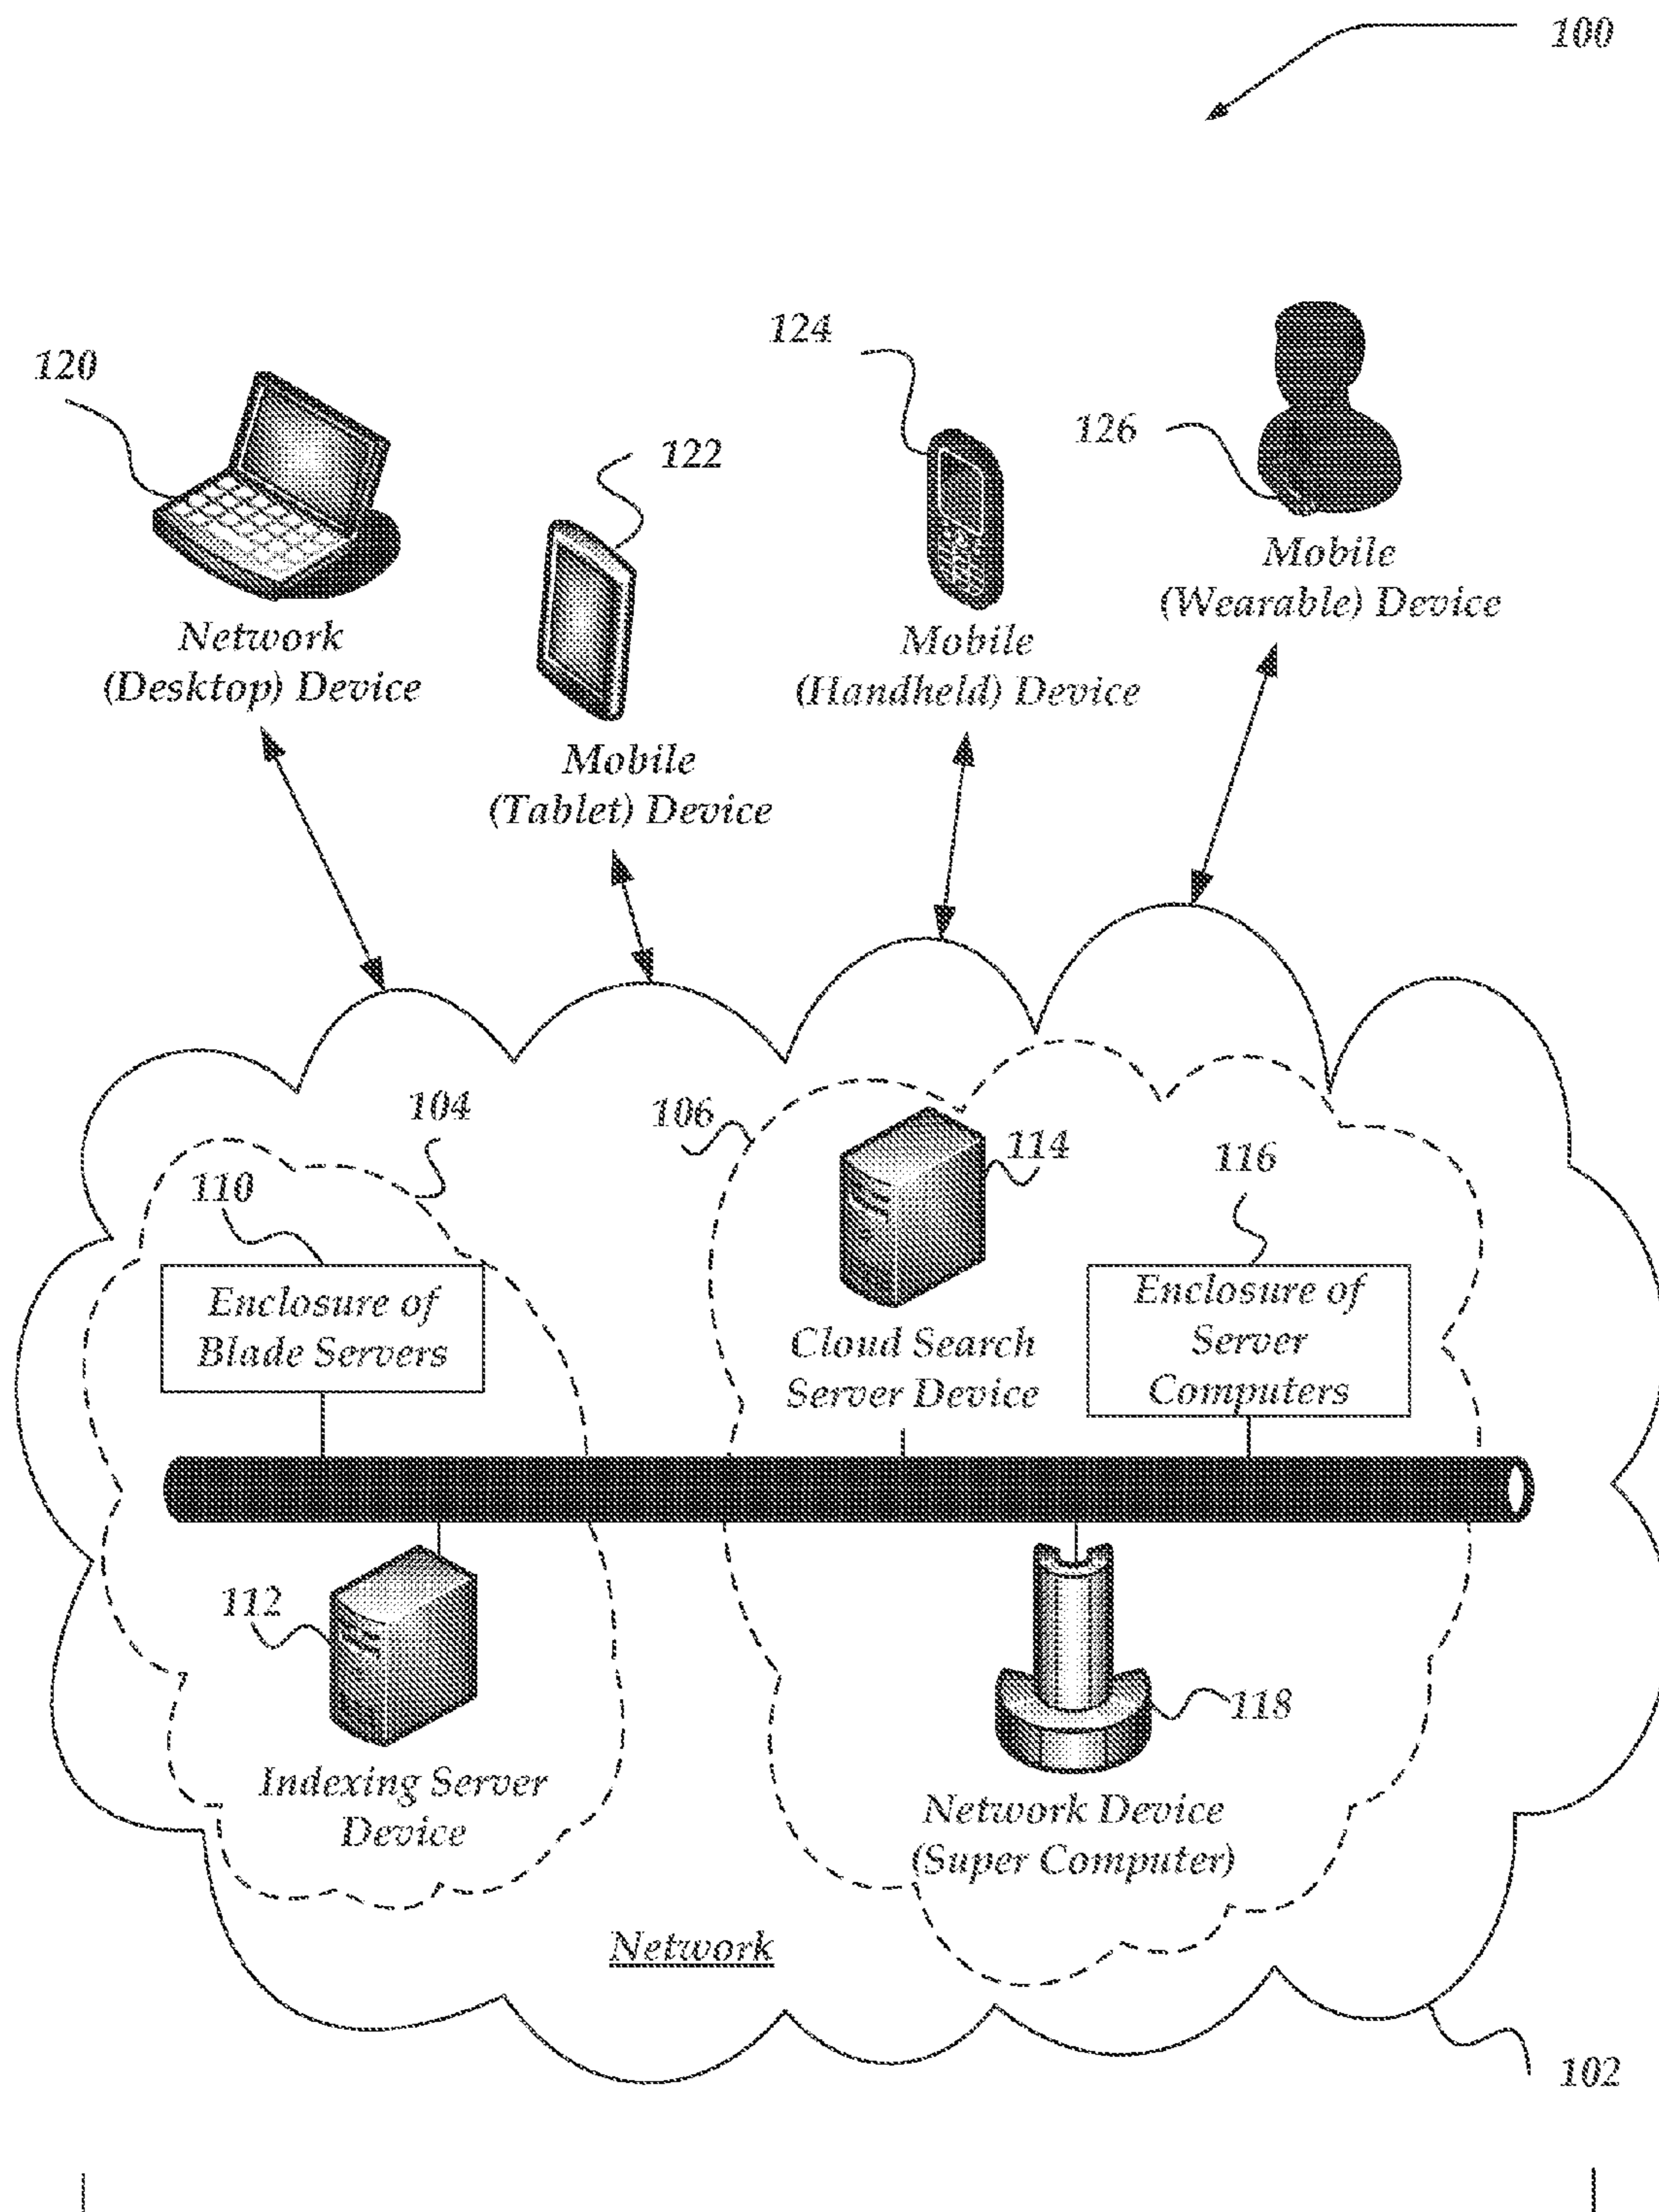 100
120
Network
(Desktop) Device
122
Mobile
(Tablet) Device
124
Mobile
(Handheld) Device
126
Mobile
(Wearable) Device
104
106
110
Enclosure of
Blade Servers
114
Cloud Search
Server Device
116
Enclosure of
Server
Computers
112
Indexing Server
Device
118
Network Device
(Super Computer)
Network
102